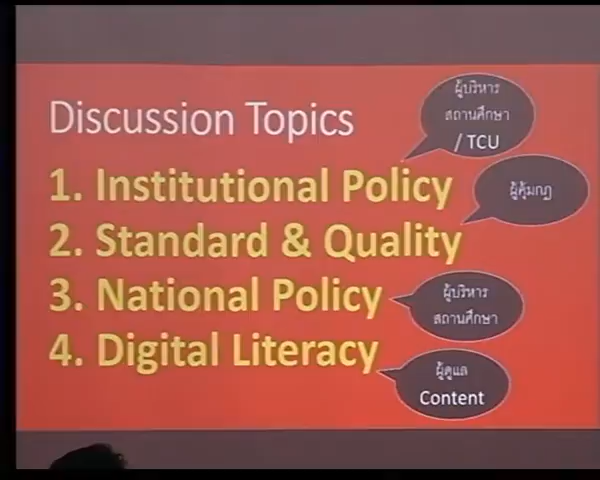 Discussion Topics
ผู้บริหาร
สถานศึกษา
/ TCU
1. Institutional Policy
ผู้คุ้มกฎ
2. Standard & Quality
3. National Policy
ผู้บริหาร
สถานศึกษา
4. Digital Literacy
ผู้ดูแล
Content